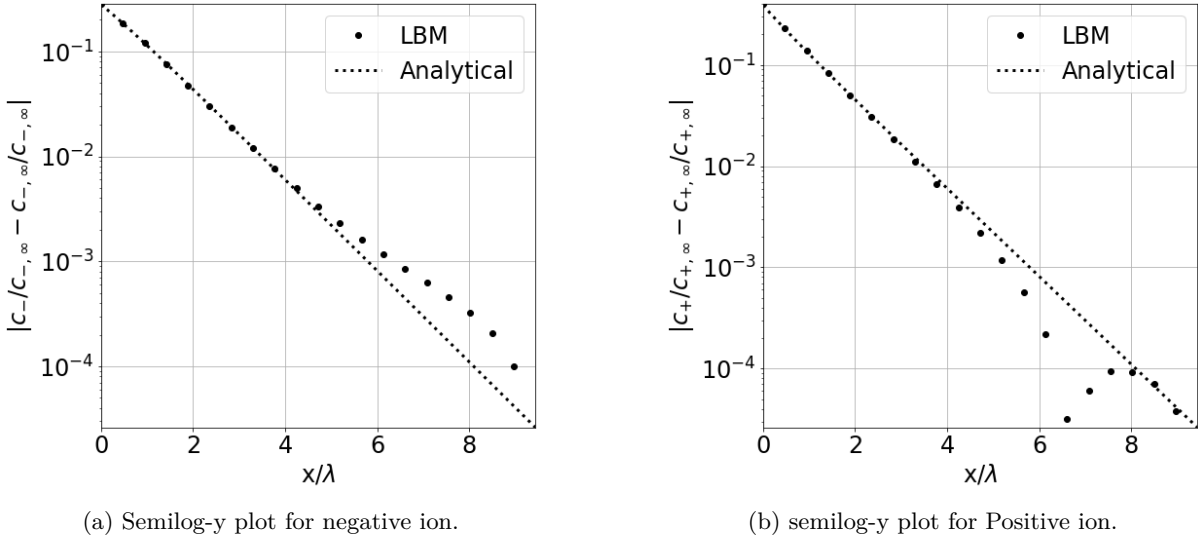 10⁻¹
10⁻²
10⁻³
10⁻⁴
|c₋/c₋,∞ − c₋,∞/c₋,∞|
LBM
Analytical
0 2 4 6 8
x/λ
(a) Semilog-y plot for negative ion.
10⁻¹
10⁻²
10⁻³
10⁻⁴
|c₊/c₊,∞ − c₊,∞/c₊,∞|
LBM
Analytical
0 2 4 6 8
x/λ
(b) semilog-y plot for Positive ion.